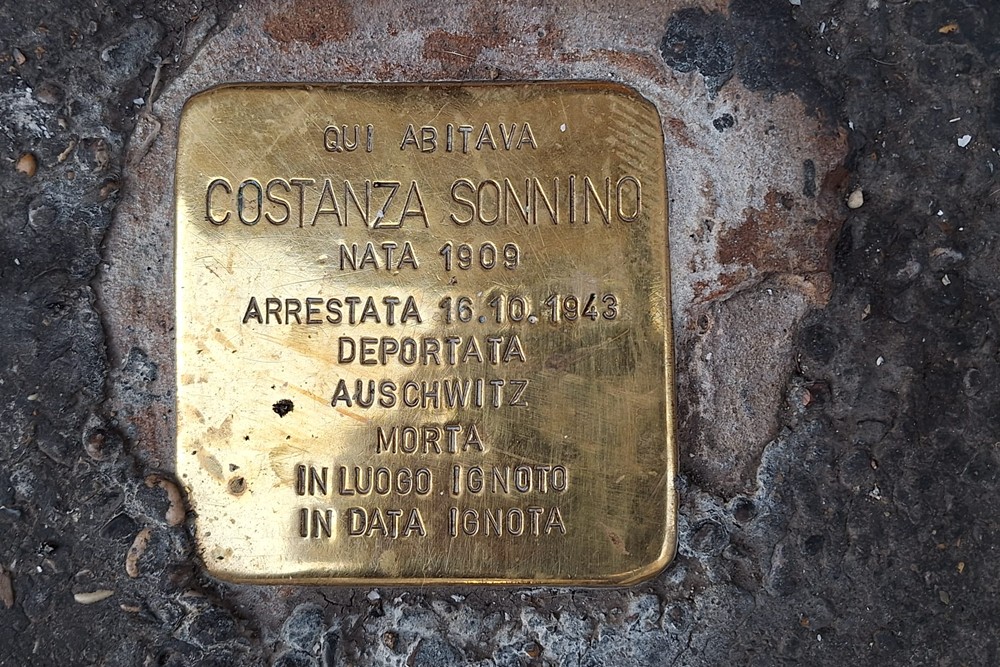 QUI ABITAVA
COSTANZA SONNINO
NATA 1909
ARRESTATA 16.10.1943
DEPORTATA
AUSCHWITZ
MORTA
IN LUOGO IGNOTO
IN DATA IGNOTA